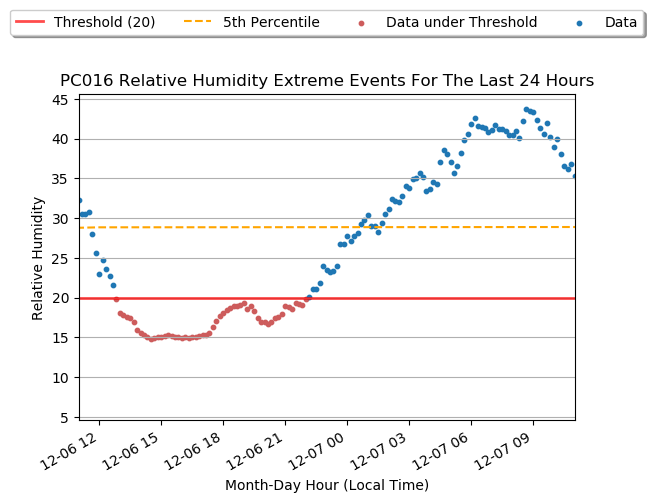 Threshold (20) 5th Percentile Data under Threshold Data
PC016 Relative Humidity Extreme Events For The Last 24 Hours
45
40
35
30
25
20
15
10
5
Relative Humidity
12-06 12 12-06 15 12-06 18 12-06 21 12-07 00 12-07 03 12-07 06 12-07 09
Month-Day Hour (Local Time)